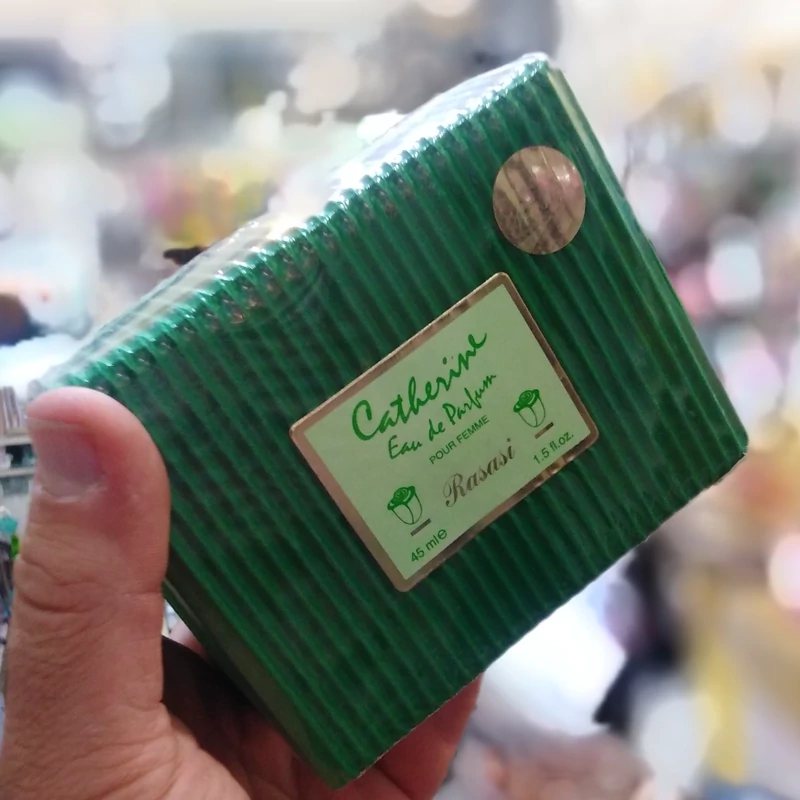 Catherine
Eau de Parfum
POUR FEMME
Rasasi
45 ml℮
1.5 fl.oz.